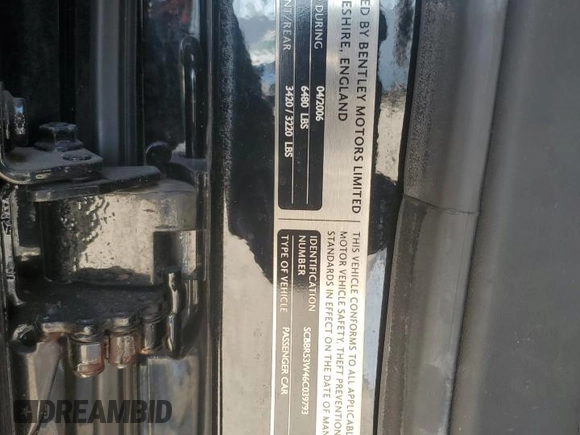 ED BY BENTLEY MOTORS LIMITED
ESHIRE, ENGLAND
DURING 04/2006
6480 LBS
NT/REAR 3420 / 3220 LBS
THIS VEHICLE CONFORMS TO ALL APPLICABL
MOTOR VEHICLE SAFETY, THEFT PREVENTION
STANDARDS IN EFFECT ON THE DATE OF MAN
IDENTIFICATION
NUMBER SCBBR53W46C039793
TYPE OF VEHICLE PASSENGER CAR
DREAMBID